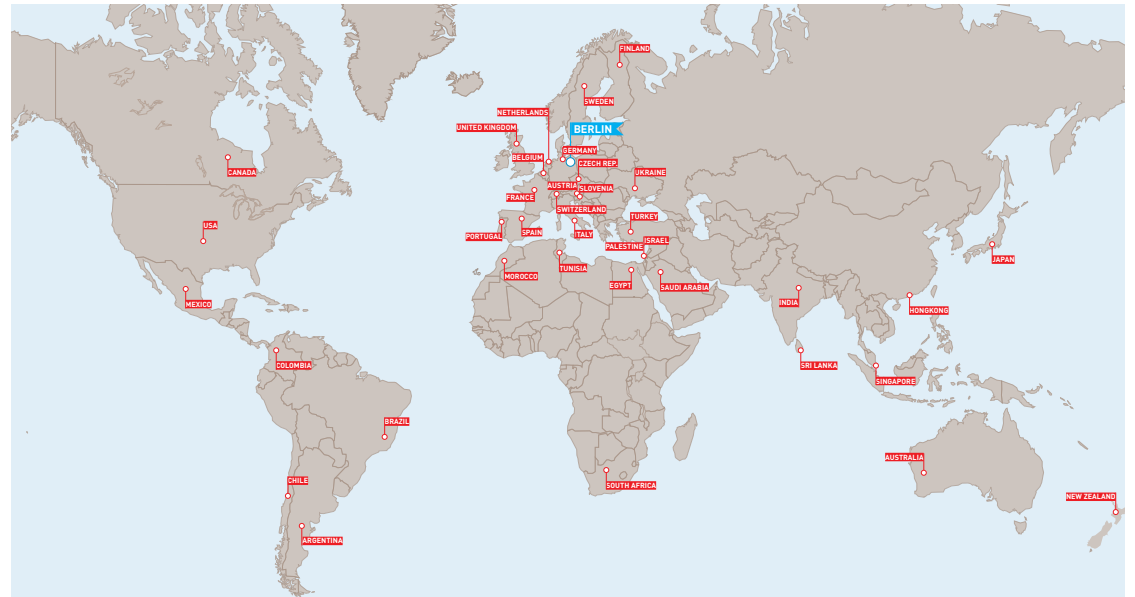 FINLAND
SWEDEN
NETHERLANDS
UNITED KINGDOM
BERLIN
GERMANY
BELGIUM
CZECH REP.
CANADA
UKRAINE
AUSTRIA
SLOVENIA
FRANCE
SWITZERLAND
TURKEY
USA
PORTUGAL
SPAIN
ITALY
ISRAEL
PALESTINE
JAPAN
MOROCCO
TUNISIA
EGYPT
SAUDI ARABIA
MEXICO
INDIA
HONGKONG
COLOMBIA
SRI LANKA
SINGAPORE
BRAZIL
AUSTRALIA
CHILE
SOUTH AFRICA
NEW ZEALAND
ARGENTINA